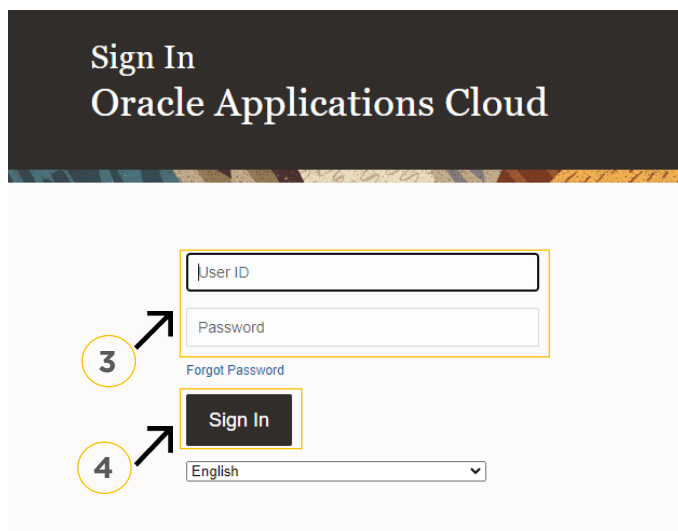 Sign In
Oracle Applications Cloud
User ID
Password
3
Forgot Password
Sign In
4
English